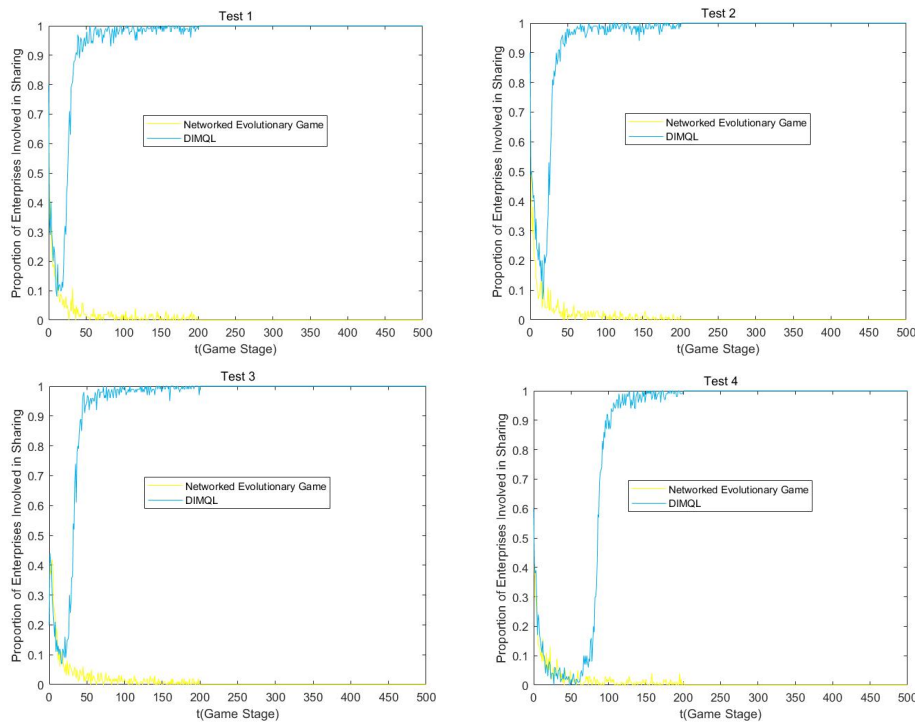 Test 1
Proportion of Enterprises Involved in Sharing
1
0.9
0.8
0.7
0.6
0.5
0.4
0.3
0.2
0.1
0
Networked Evolutionary Game
DIMQL
0 50 100 150 200 250 300 350 400 450 500
t(Game Stage)
Test 2
Proportion of Enterprises Involved in Sharing
1
0.9
0.8
0.7
0.6
0.5
0.4
0.3
0.2
0.1
0
Networked Evolutionary Game
DIMQL
0 50 100 150 200 250 300 350 400 450 500
t(Game Stage)
Test 3
Proportion of Enterprises Involved in Sharing
1
0.9
0.8
0.7
0.6
0.5
0.4
0.3
0.2
0.1
0
Networked Evolutionary Game
DIMQL
0 50 100 150 200 250 300 350 400 450 500
t(Game Stage)
Test 4
Proportion of Enterprises Involved in Sharing
1
0.9
0.8
0.7
0.6
0.5
0.4
0.3
0.2
0.1
0
Networked Evolutionary Game
DIMQL
0 50 100 150 200 250 300 350 400 450 500
t(Game Stage)